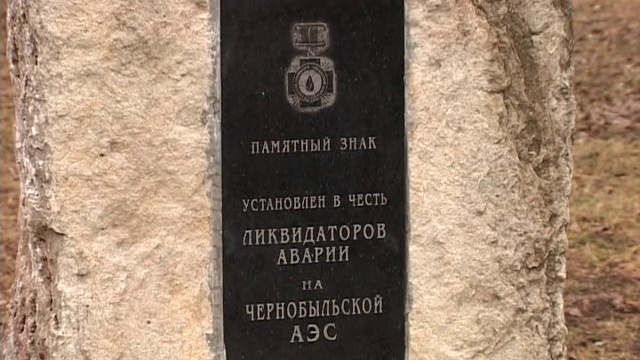 ПАМЯТНЫЙ ЗНАК
УСТАНОВЛЕН В ЧЕСТЬ
ЛИКВИДАТОРОВ
АВАРИИ
НА
ЧЕРНОБЫЛЬСКОЙ
АЭС